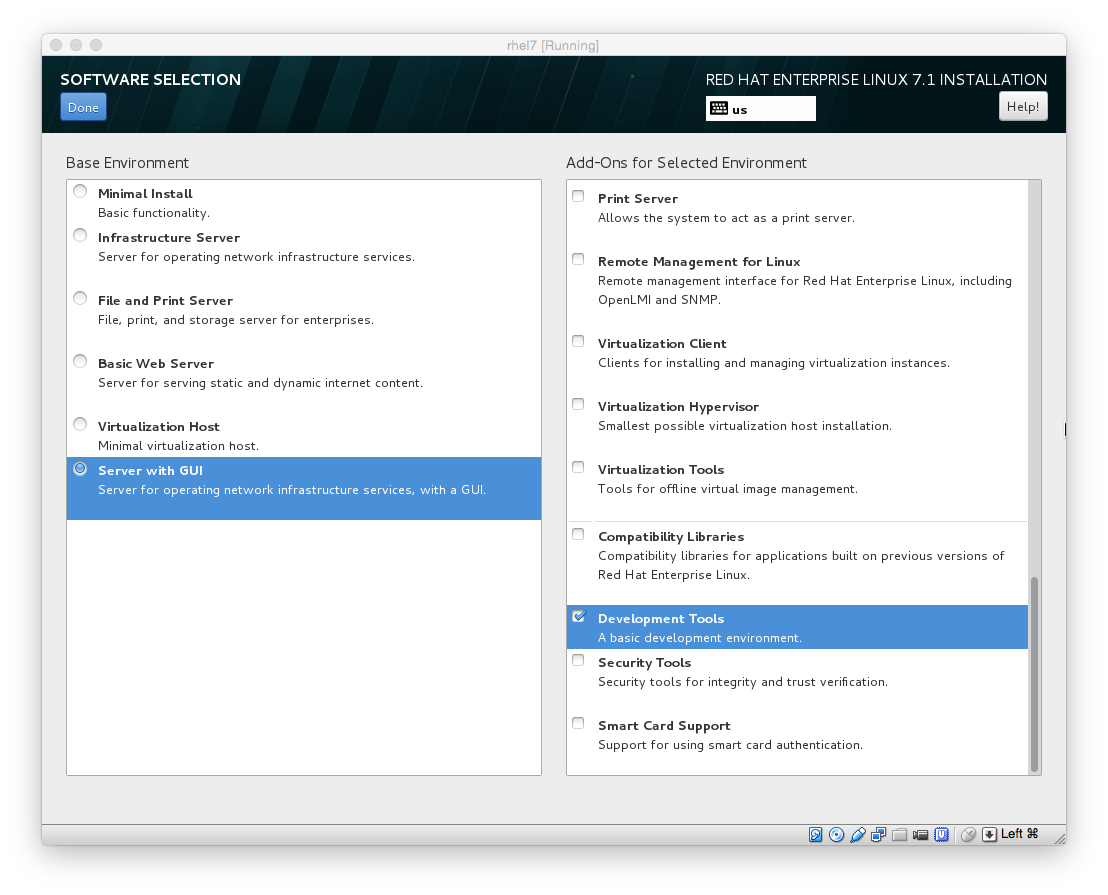 rhel7 [Running]
SOFTWARE SELECTION
Done
RED HAT ENTERPRISE LINUX 7.1 INSTALLATION
us
Help!
Base Environment
Minimal Install
Basic functionality.
Infrastructure Server
Server for operating network infrastructure services.
File and Print Server
File, print, and storage server for enterprises.
Basic Web Server
Server for serving static and dynamic internet content.
Virtualization Host
Minimal virtualization host.
Server with GUI
Server for operating network infrastructure services, with a GUI.
Add-Ons for Selected Environment
Print Server
Allows the system to act as a print server.
Remote Management for Linux
Remote management interface for Red Hat Enterprise Linux, including
OpenLMI and SNMP.
Virtualization Client
Clients for installing and managing virtualization instances.
Virtualization Hypervisor
Smallest possible virtualization host installation.
Virtualization Tools
Tools for offline virtual image management.
Compatibility Libraries
Compatibility libraries for applications built on previous versions of
Red Hat Enterprise Linux.
Development Tools
A basic development environment.
Security Tools
Security tools for integrity and trust verification.
Smart Card Support
Support for using smart card authentication.
Left ⌘